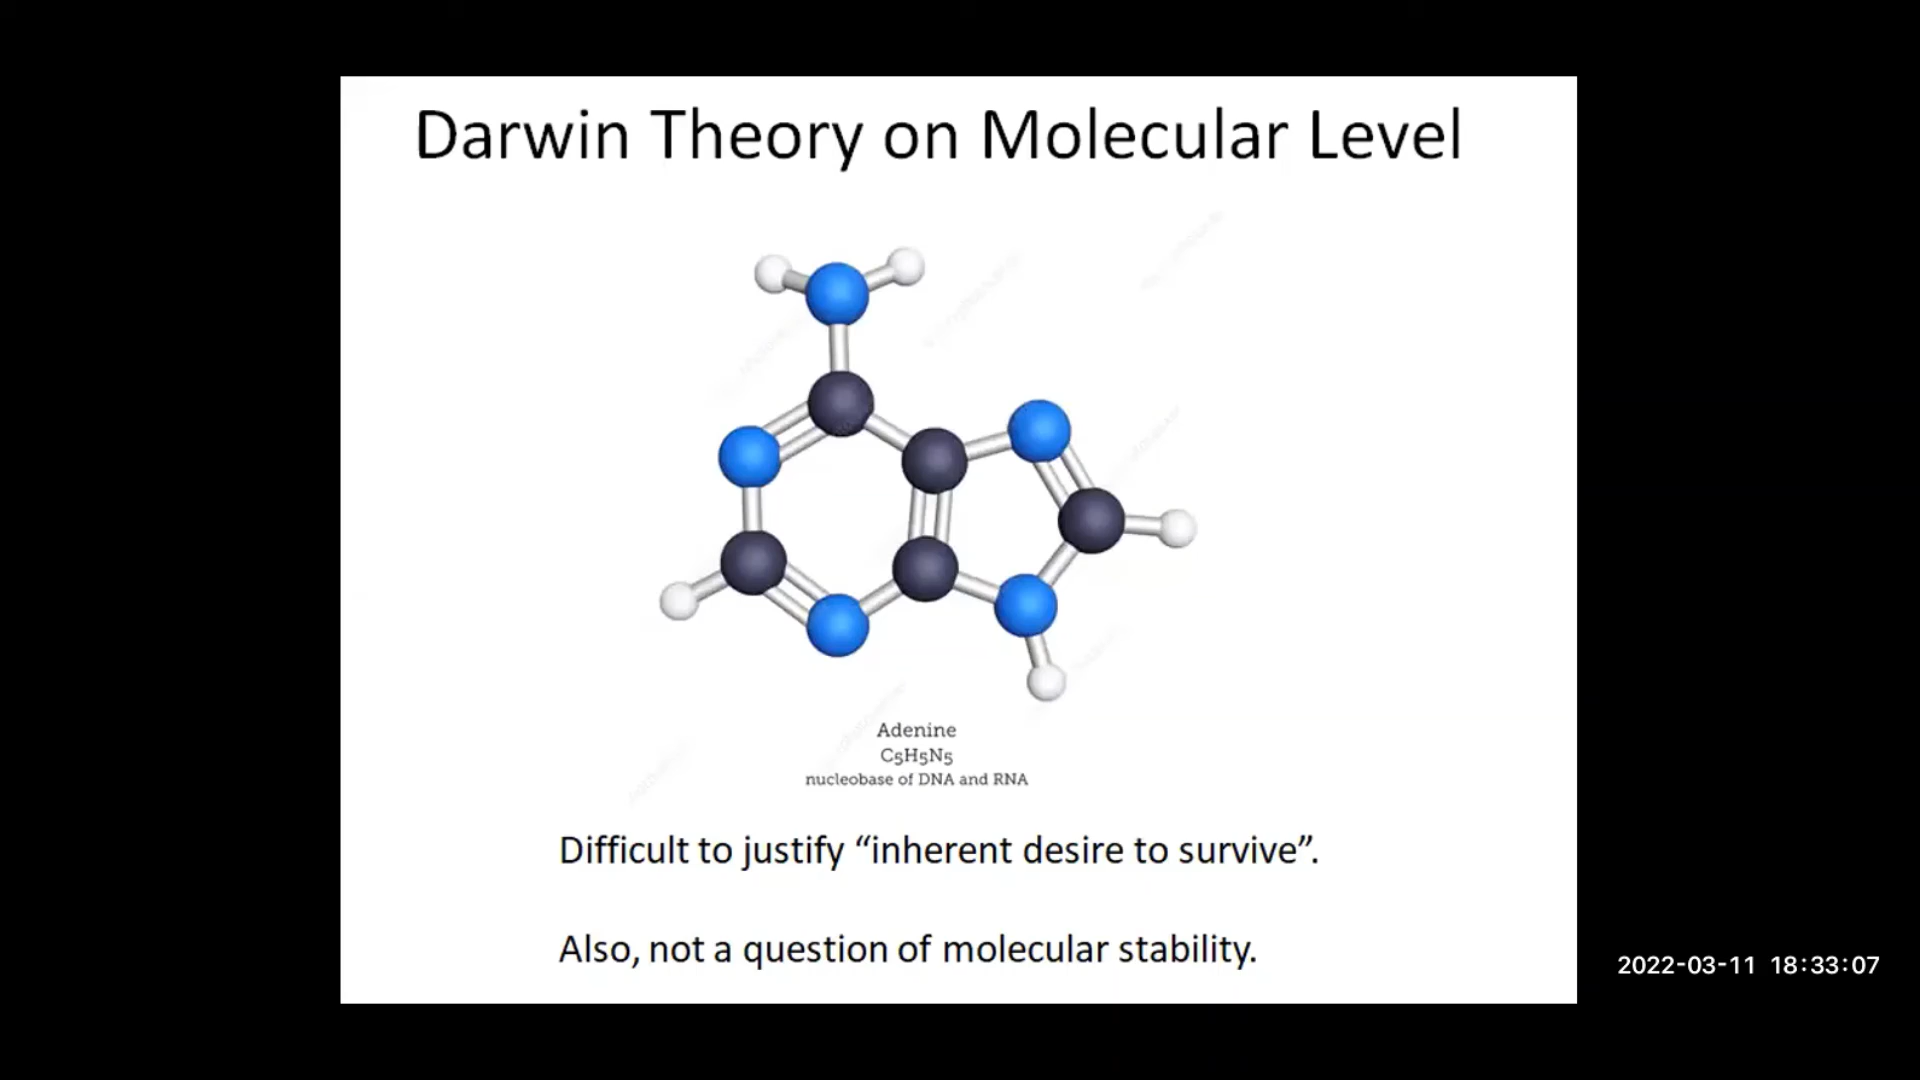 Darwin Theory on Molecular Level
Adenine
C5H5N5
nucleobase of DNA and RNA
Difficult to justify “inherent desire to survive”.
Also, not a question of molecular stability.
2022-03-11 18:33:07